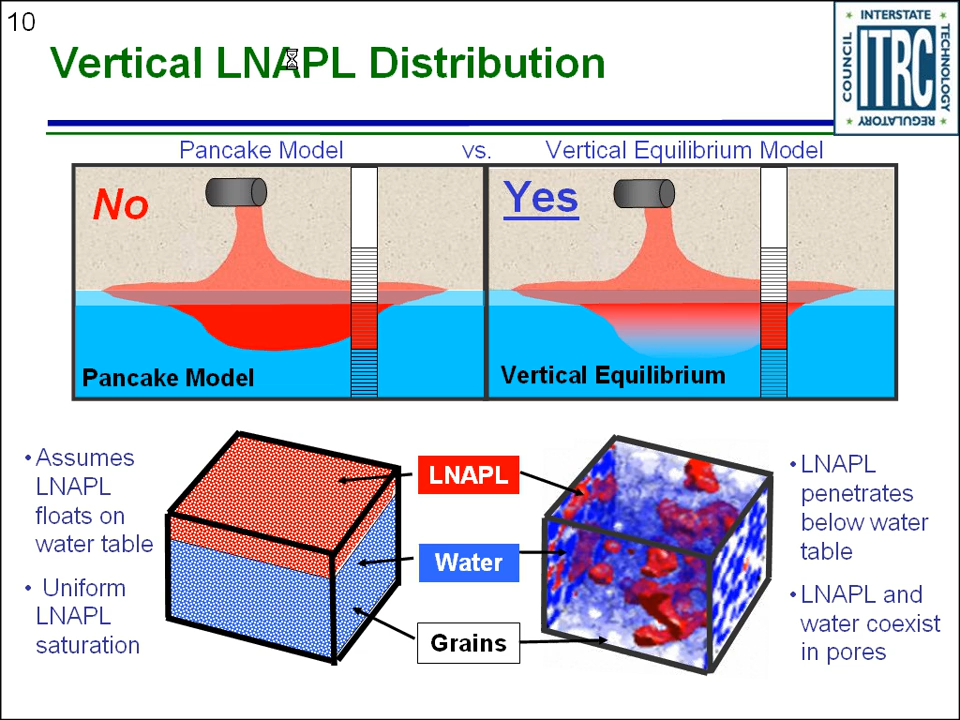 10
Vertical LNAPL Distribution
INTERSTATE
COUNCIL
ITRC
TECHNOLOGY
REGULATORY
Pancake Model vs. Vertical Equilibrium Model
No
Yes
Pancake Model
Vertical Equilibrium
• Assumes
LNAPL
floats on
water table
• Uniform
LNAPL
saturation
LNAPL
Water
Grains
• LNAPL
penetrates
below water
table
• LNAPL and
water coexist
in pores